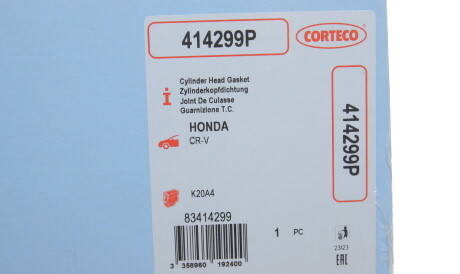 414299P
CORTECO
Cylinder Head Gasket
Zylinderkopfdichtung
Joint De Culasse
Guarnizione T.C.
HONDA
CR-V
414299P
K20A4
83414299
1 PC
23/23
3 358960 192400